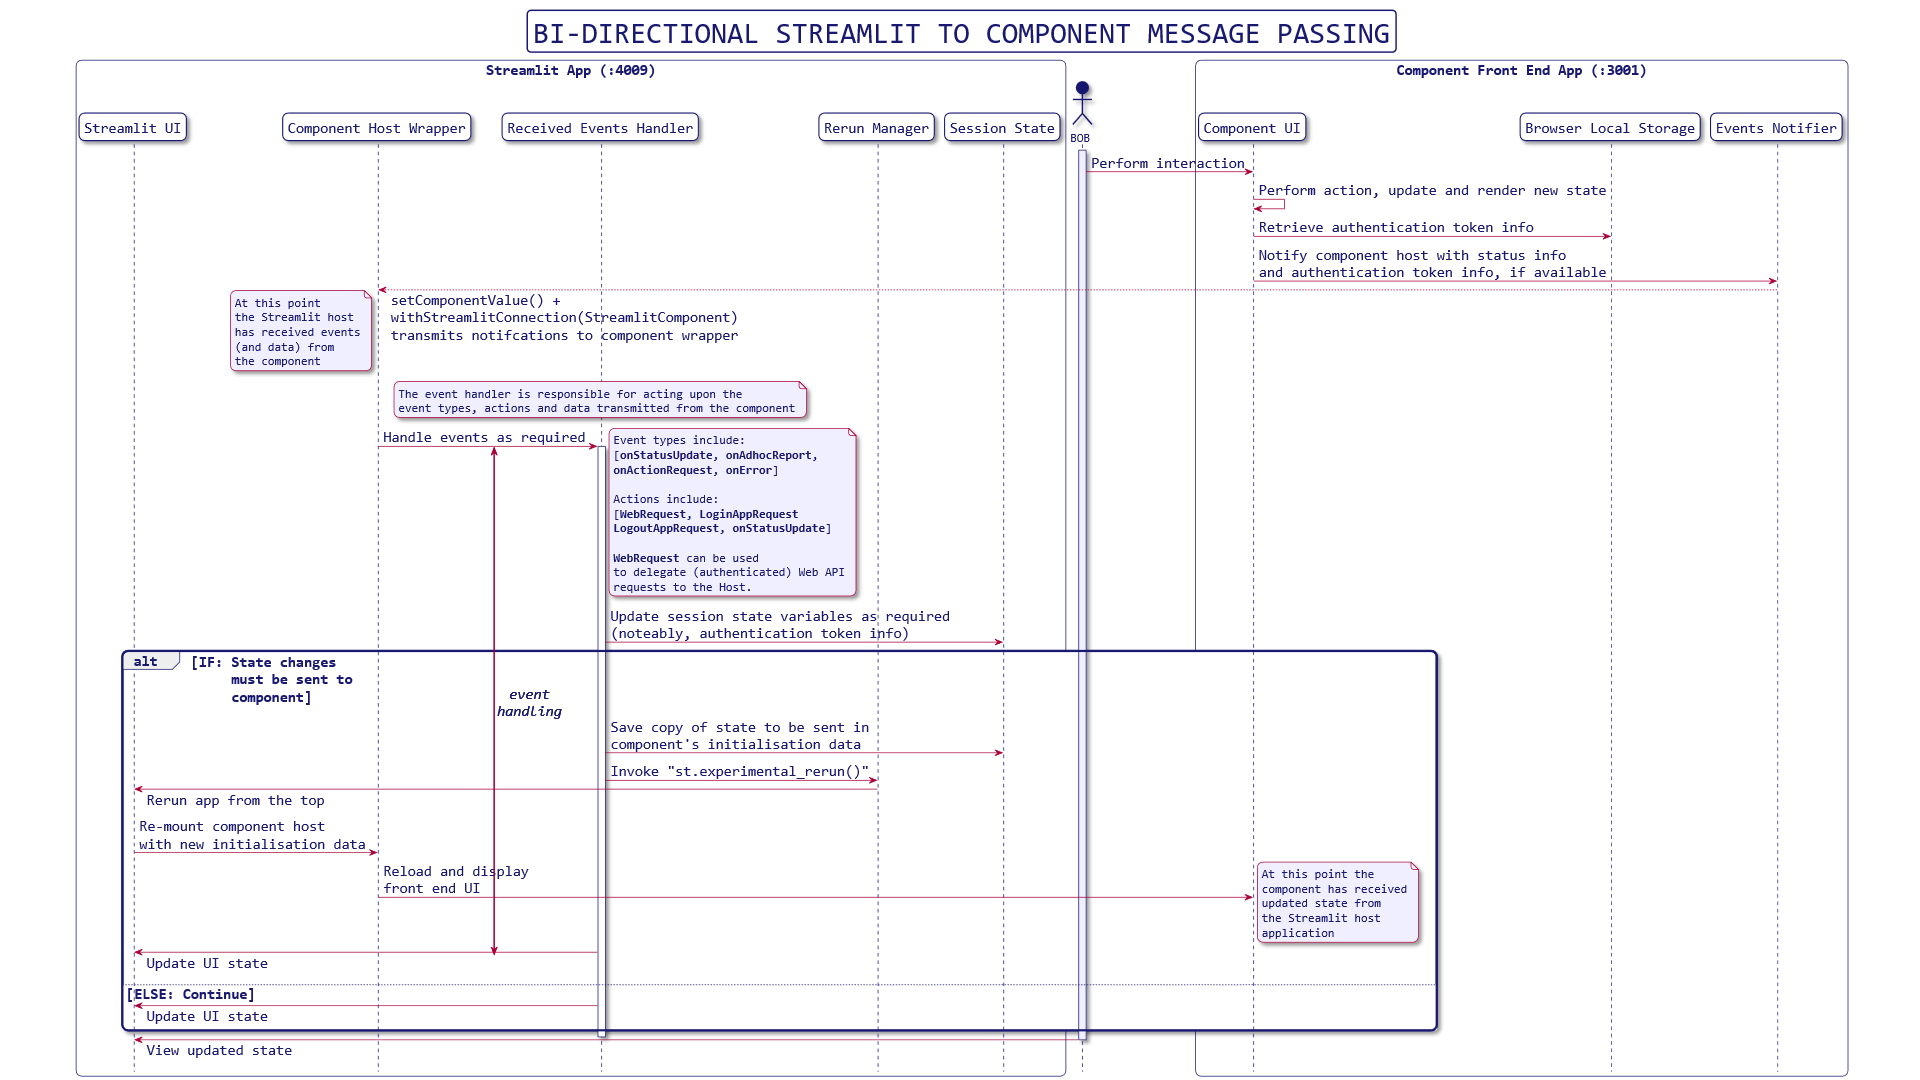 BI-DIRECTIONAL STREAMLIT TO COMPONENT MESSAGE PASSING
Streamlit App (:4009)
Component Front End App (:3001)
Streamlit UI
Component Host Wrapper
Received Events Handler
Rerun Manager
Session State
BOB
Component UI
Browser Local Storage
Events Notifier
Perform interaction
Perform action, update and render new state
Retrieve authentication token info
Notify component host with status info
and authentication token info, if available
At this point
the Streamlit host
has received events
(and data) from
the component
setComponentValue() +
withStreamlitConnection(StreamlitComponent)
transmits notifcations to component wrapper
The event handler is responsible for acting upon the
event types, actions and data transmitted from the component
Handle events as required
Event types include:
[onStatusUpdate, onAdhocReport,
onActionRequest, onError]
Actions include:
[WebRequest, LoginAppRequest
LogoutAppRequest, onStatusUpdate]
WebRequest can be used
to delegate (authenticated) Web API
requests to the Host.
Update session state variables as required
(noteably, authentication token info)
alt
[IF: State changes
must be sent to
component]
event
handling
Save copy of state to be sent in
component's initialisation data
Invoke "st.experimental_rerun()"
Rerun app from the top
Re-mount component host
with new initialisation data
Reload and display
front end UI
At this point the
component has received
updated state from
the Streamlit host
application
Update UI state
[ELSE: Continue]
Update UI state
View updated state